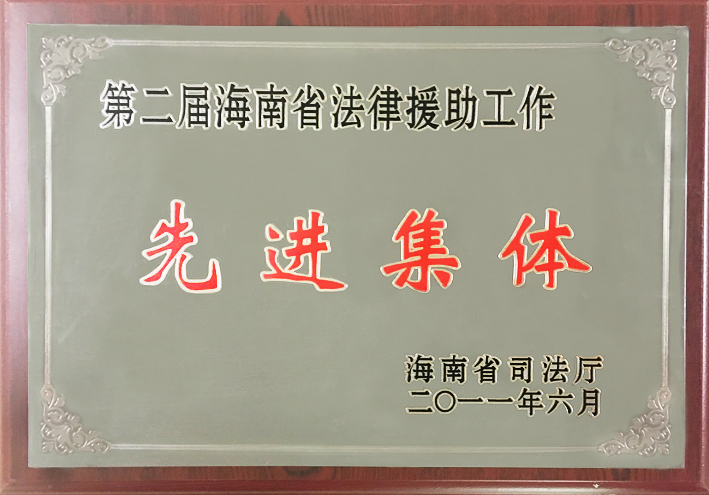 第二届海南省法律援助工作
先进集体
海南省司法厅
二〇一一年六月